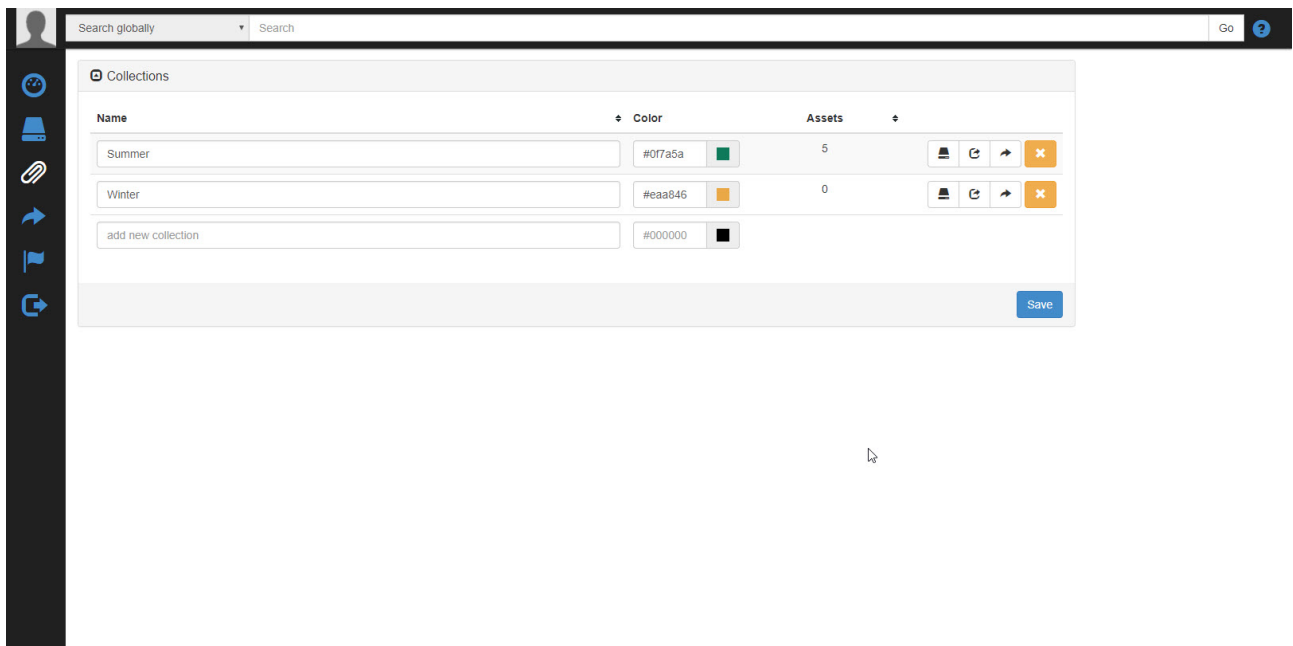 Search globally Search Go ?
Collections
Name Color Assets
Summer #0f7a5a 5
Winter #eaa846 0
add new collection #000000
Save